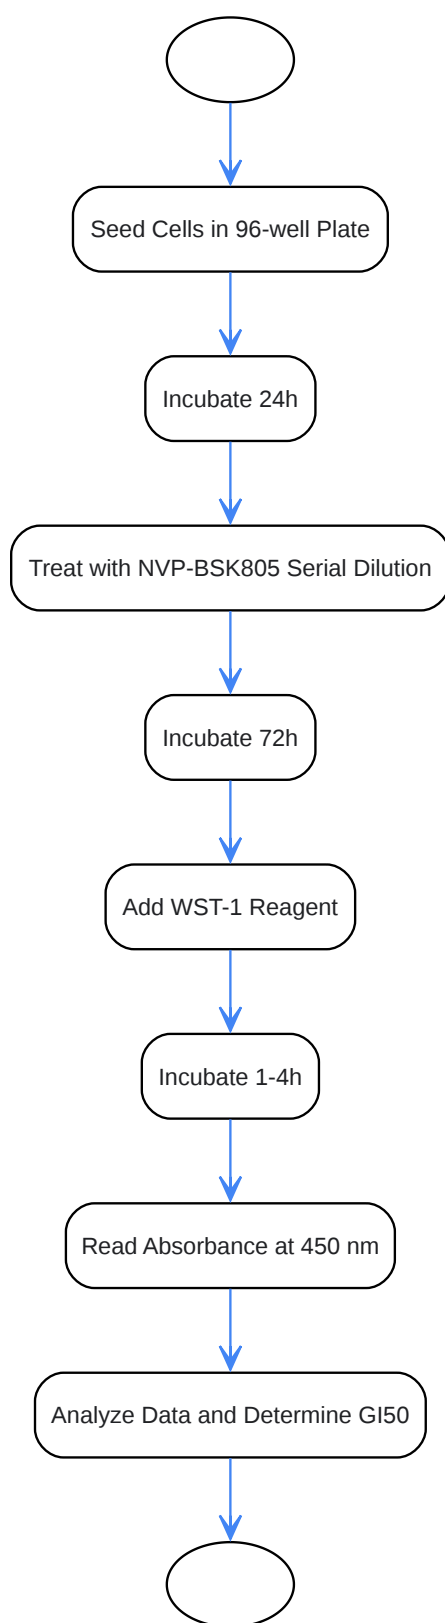 Seed Cells in 96-well Plate
Incubate 24h
Treat with NVP-BSK805 Serial Dilution
Incubate 72h
Add WST-1 Reagent
Incubate 1-4h
Read Absorbance at 450 nm
Analyze Data and Determine GI50